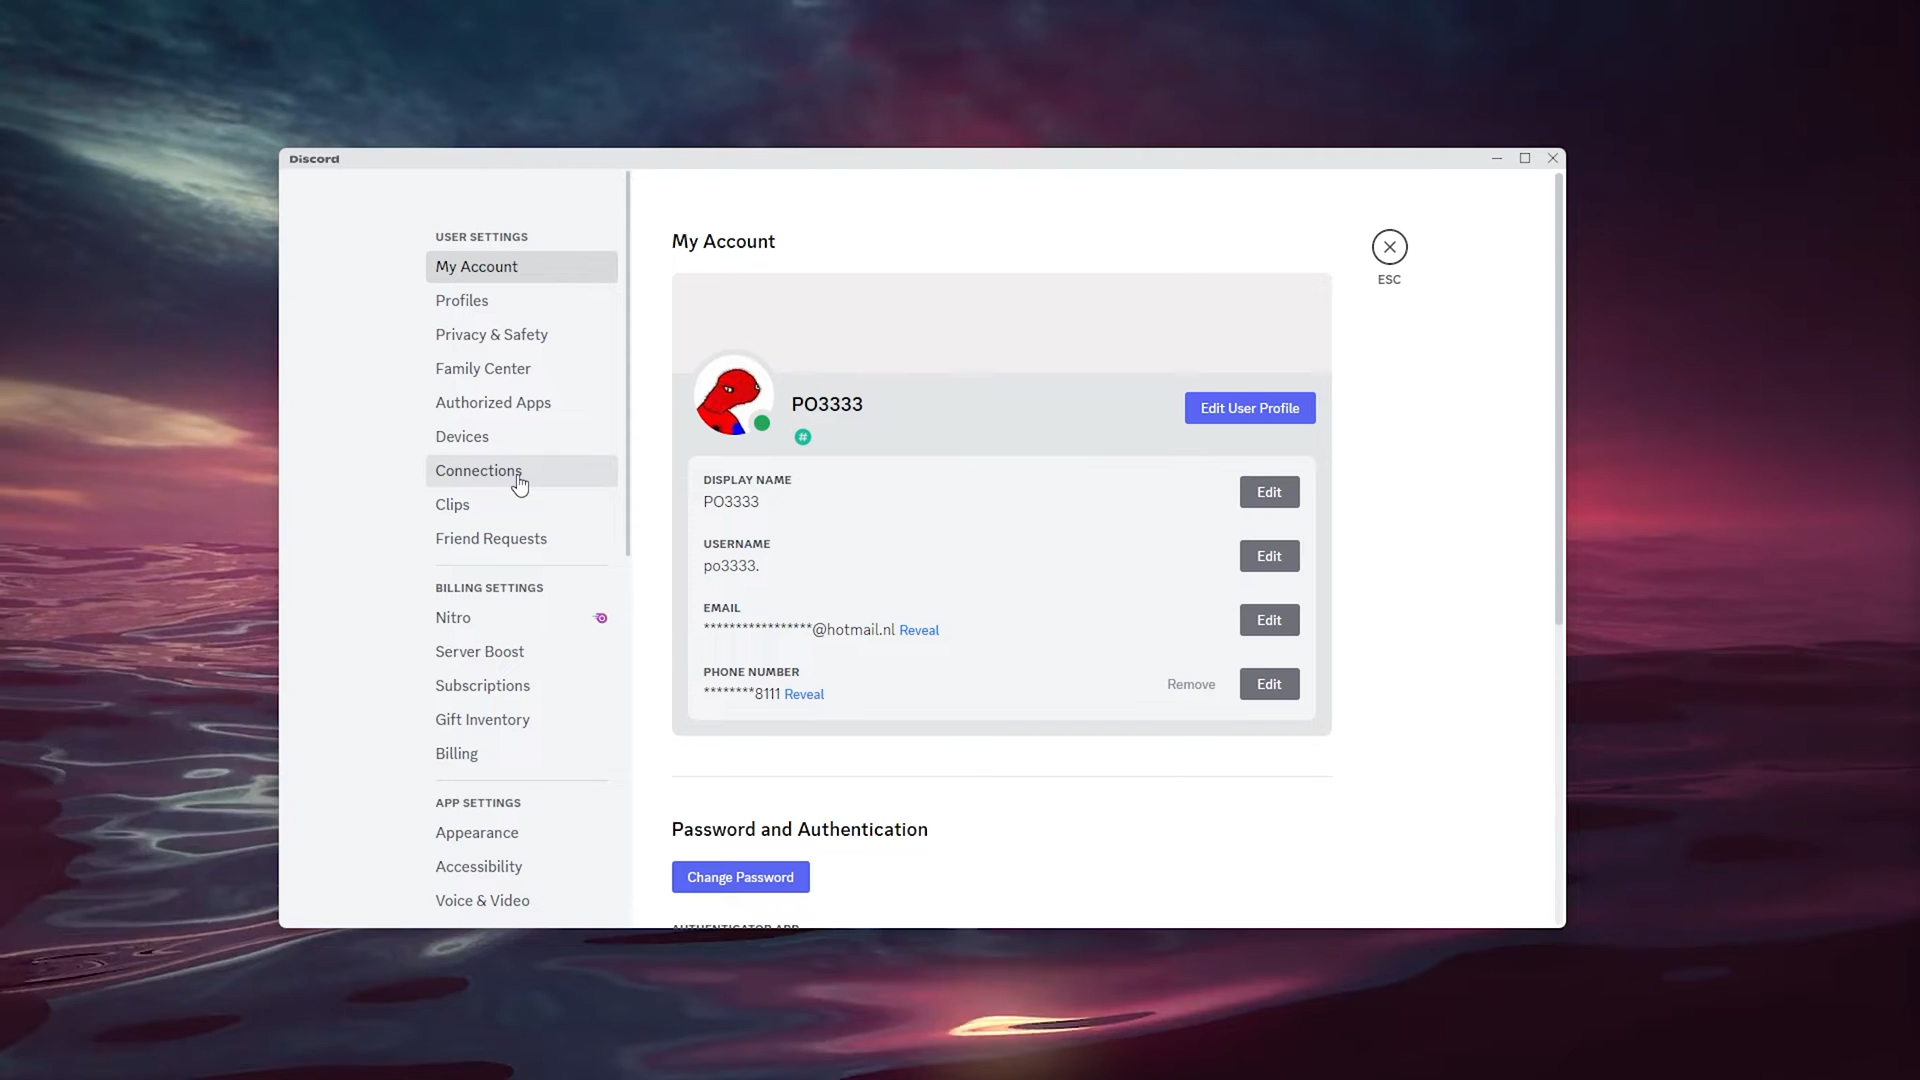 Discord
USER SETTINGS
My Account
Profiles
Privacy & Safety
Family Center
Authorized Apps
Devices
Connections
Clips
Friend Requests
BILLING SETTINGS
Nitro
Server Boost
Subscriptions
Gift Inventory
Billing
APP SETTINGS
Appearance
Accessibility
Voice & Video
My Account
ESC
PO3333
Edit User Profile
#
DISPLAY NAME
PO3333
Edit
USERNAME
po3333.
Edit
EMAIL
*****************@hotmail.nl Reveal
Edit
PHONE NUMBER
********8111 Reveal
Remove
Edit
Password and Authentication
Change Password
AUTHENTICATOR APP